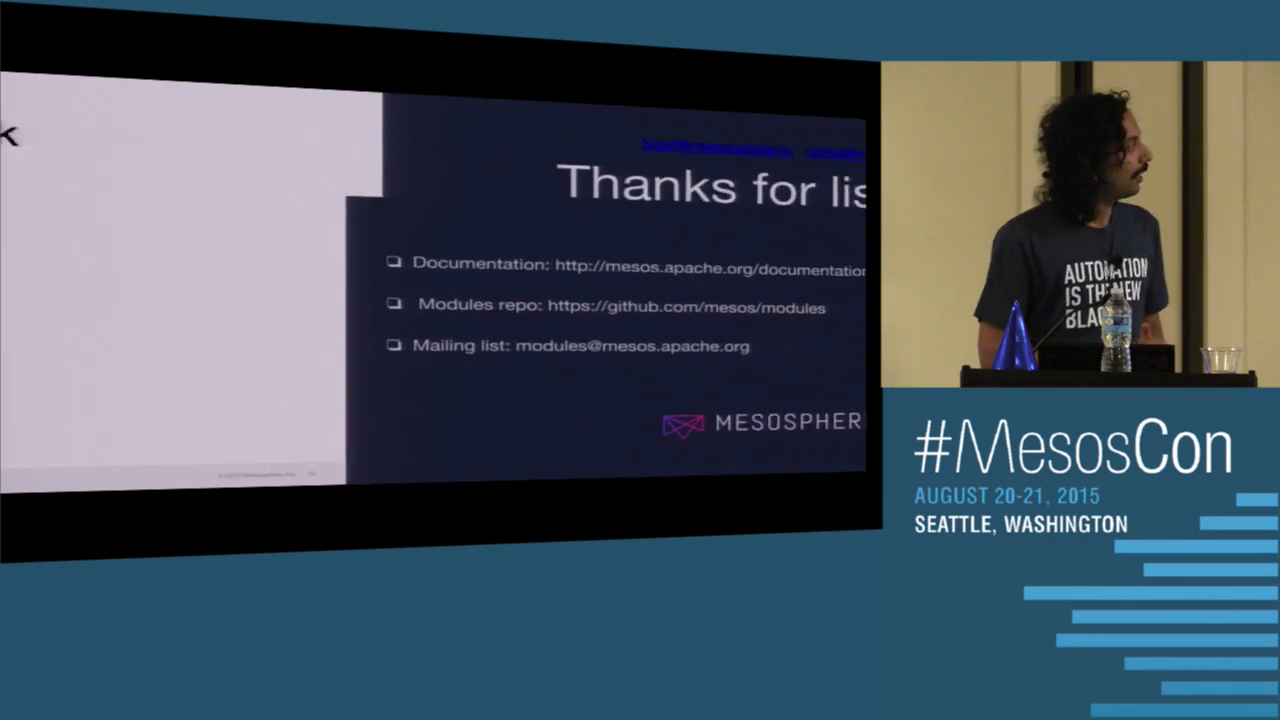 K
Thanks for lis
Documentation: http://mesos.apache.org/documentation
Modules repo: https://github.com/mesos/modules
Mailing list: modules@mesos.apache.org
MESOSPHER
AUTOMATION
IS THE NEW
BLAC
#MesosCon
AUGUST 20-21, 2015
SEATTLE, WASHINGTON